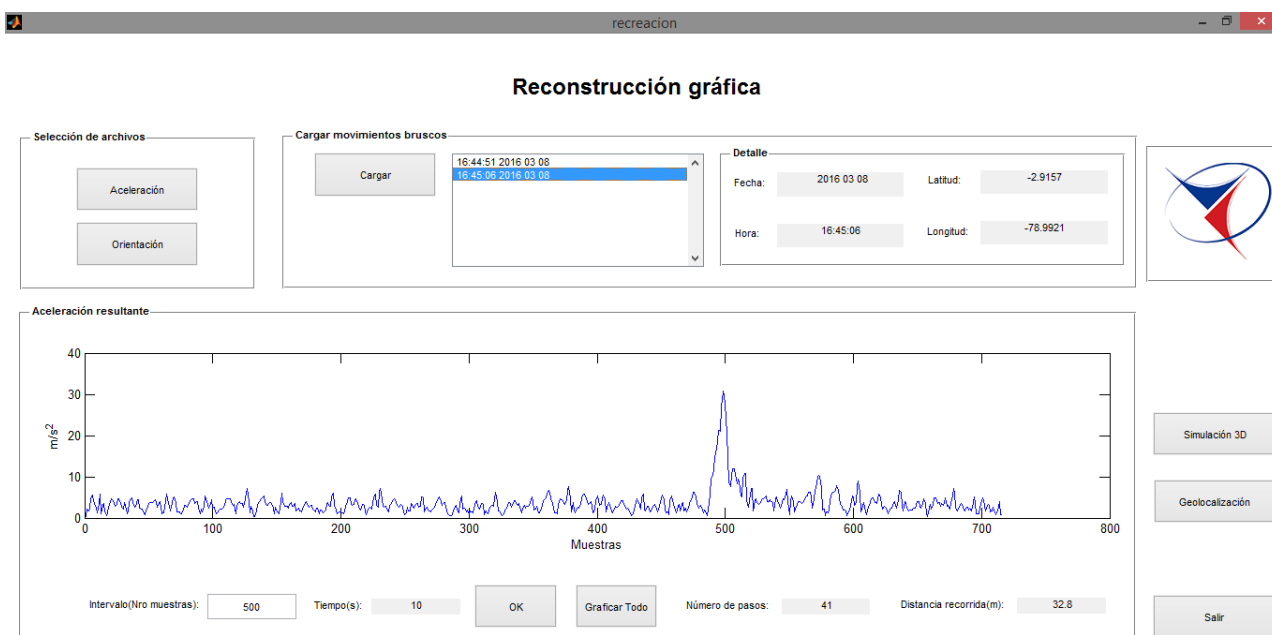 recreacion
Reconstrucción gráfica
Selección de archivos
Aceleración
Orientación
Cargar movimientos bruscos
Cargar
16:44:51 2016 03 08
16:45:06 2016 03 08
Detalle
Fecha: 2016 03 08 Latitud: -2.9157
Hora: 16:45:06 Longitud: -78.9921
Aceleración resultante
40
30
20
10
0
m/s2
0 100 200 300 400 500 600 700 800
Muestras
Simulación 3D
Geolocalización
Intervalo(Nro muestras): 500 Tiempo(s): 10 OK Graficar Todo Número de pasos: 41 Distancia recorrida(m): 32.8
Salir